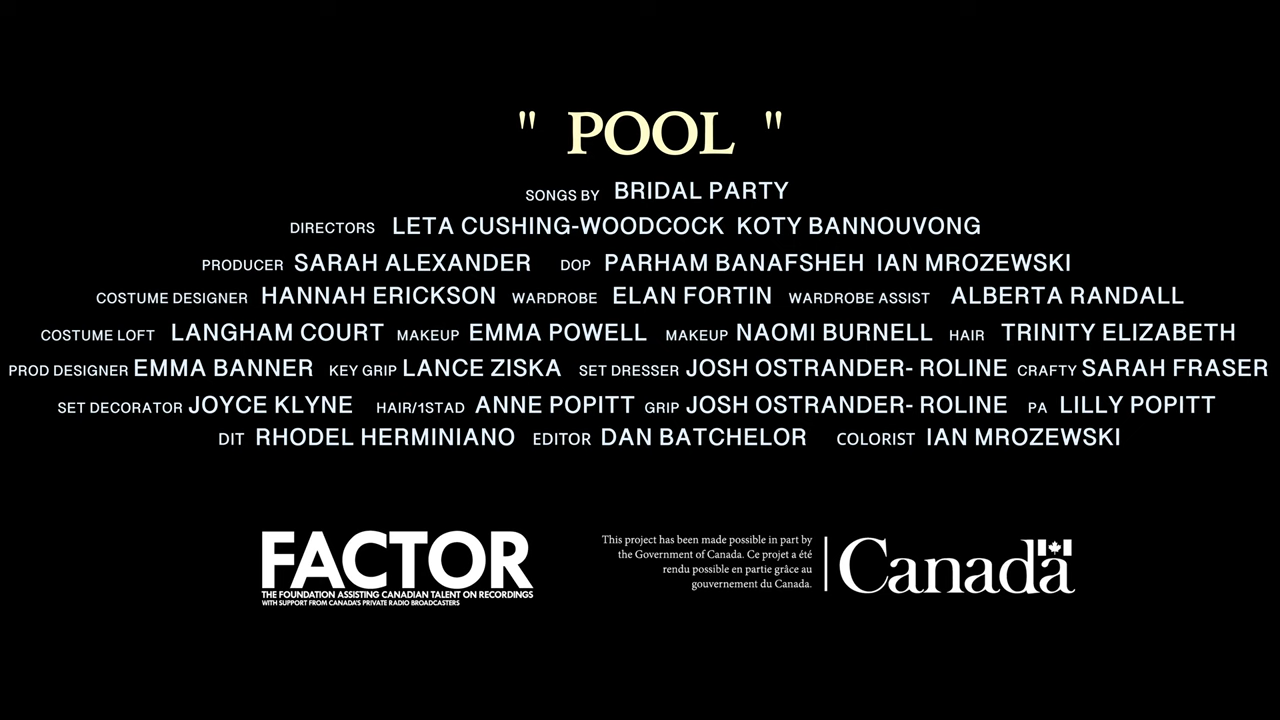 " POOL "
SONGS BY BRIDAL PARTY
DIRECTORS LETA CUSHING-WOODCOCK KOTY BANNOUVONG
PRODUCER SARAH ALEXANDER DOP PARHAM BANAFSHEH IAN MROZEWSKI
COSTUME DESIGNER HANNAH ERICKSON WARDROBE ELAN FORTIN WARDROBE ASSIST ALBERTA RANDALL
COSTUME LOFT LANGHAM COURT MAKEUP EMMA POWELL MAKEUP NAOMI BURNELL HAIR TRINITY ELIZABETH
PROD DESIGNER EMMA BANNER KEY GRIP LANCE ZISKA SET DRESSER JOSH OSTRANDER- ROLINE CRAFTY SARAH FRASER
SET DECORATOR JOYCE KLYNE HAIR/1STAD ANNE POPITT GRIP JOSH OSTRANDER- ROLINE PA LILLY POPITT
DIT RHODEL HERMINIANO EDITOR DAN BATCHELOR COLORIST IAN MROZEWSKI
FACTOR
THE FOUNDATION ASSISTING CANADIAN TALENT ON RECORDINGS
WITH SUPPORT FROM CANADA'S PRIVATE RADIO BROADCASTERS
This project has been made possible in part by
the Government of Canada. Ce projet a été
rendu possible en partie grâce au
gouvernement du Canada.
Canada